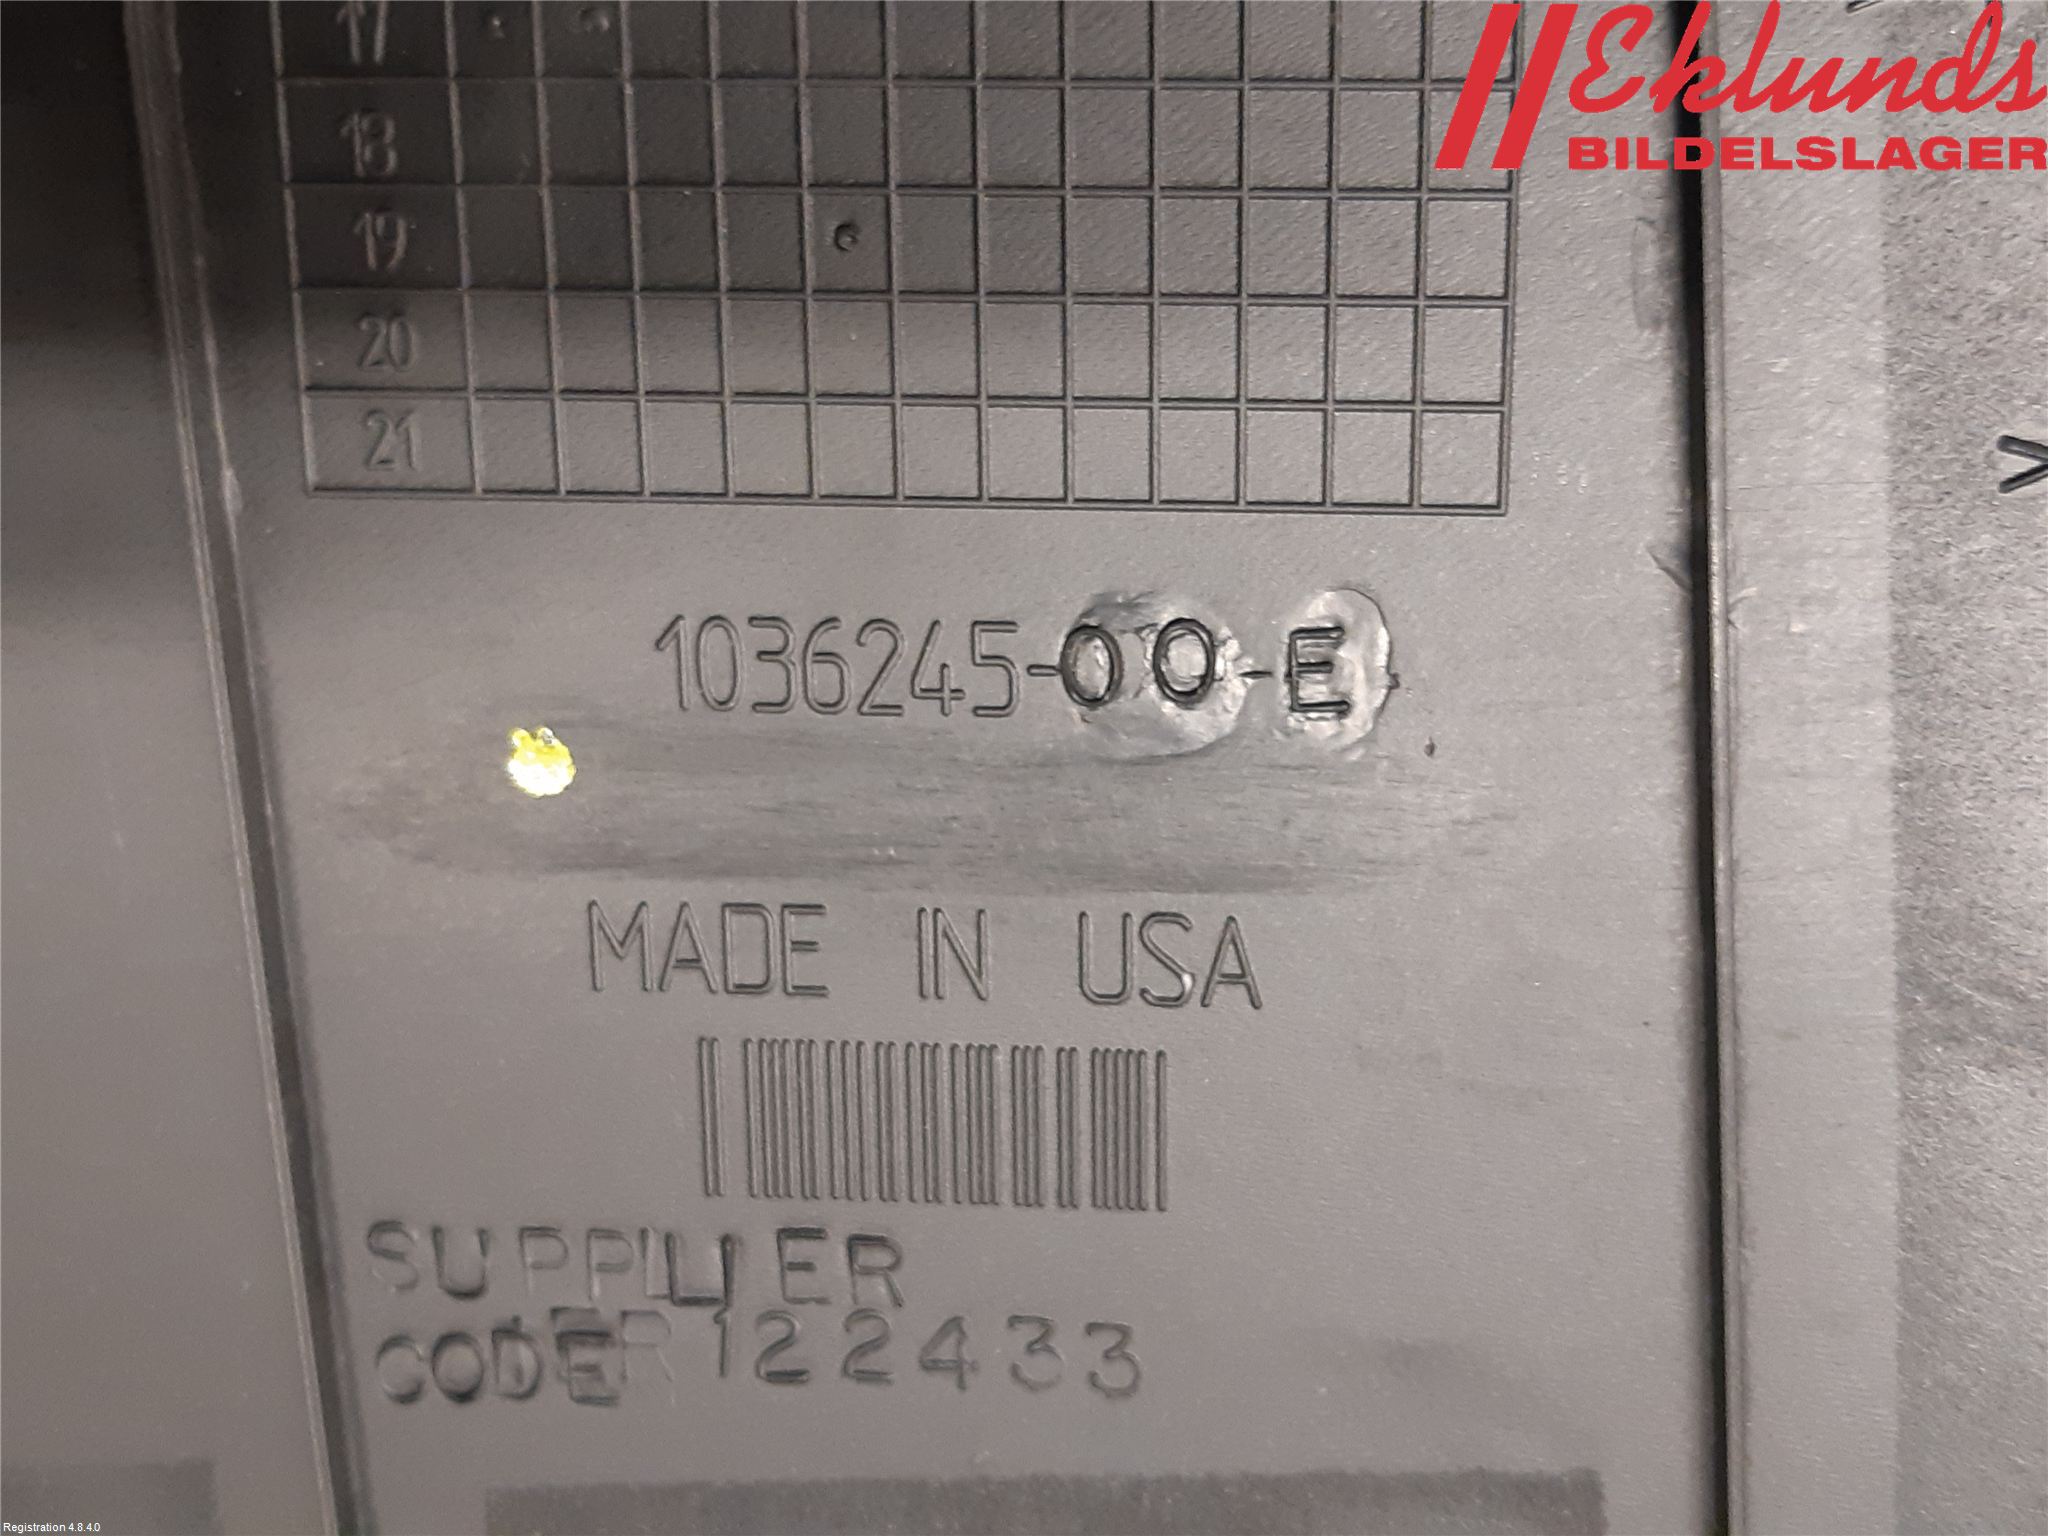 Eklunds
BILDELSLAGER
17
18
19
20
21
1036245-00-E
MADE IN USA
SUPPLIER
CODE 122433
Registration 4.8.4.0